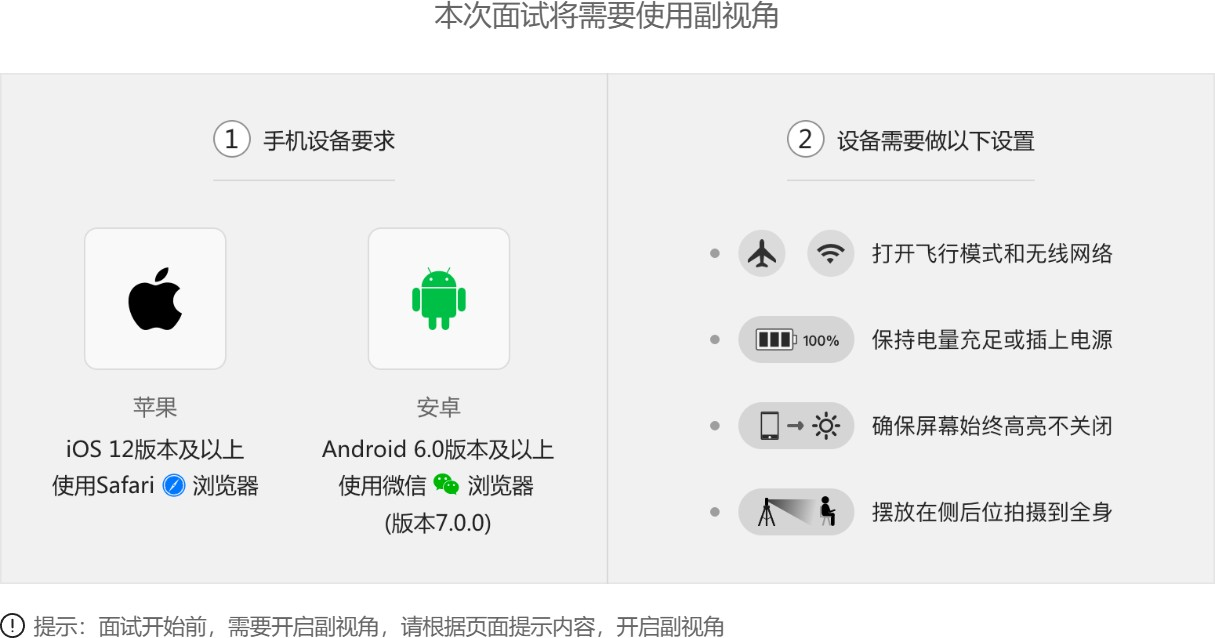 本次面试将需要使用副视角
1 手机设备要求
苹果
iOS 12版本及以上
使用Safari 浏览器
安卓
Android 6.0版本及以上
使用微信 浏览器
(版本7.0.0)
2 设备需要做以下设置
打开飞行模式和无线网络
100% 保持电量充足或插上电源
确保屏幕始终高亮不关闭
摆放在侧后位拍摄到全身
提示：面试开始前，需要开启副视角，请根据页面提示内容，开启副视角